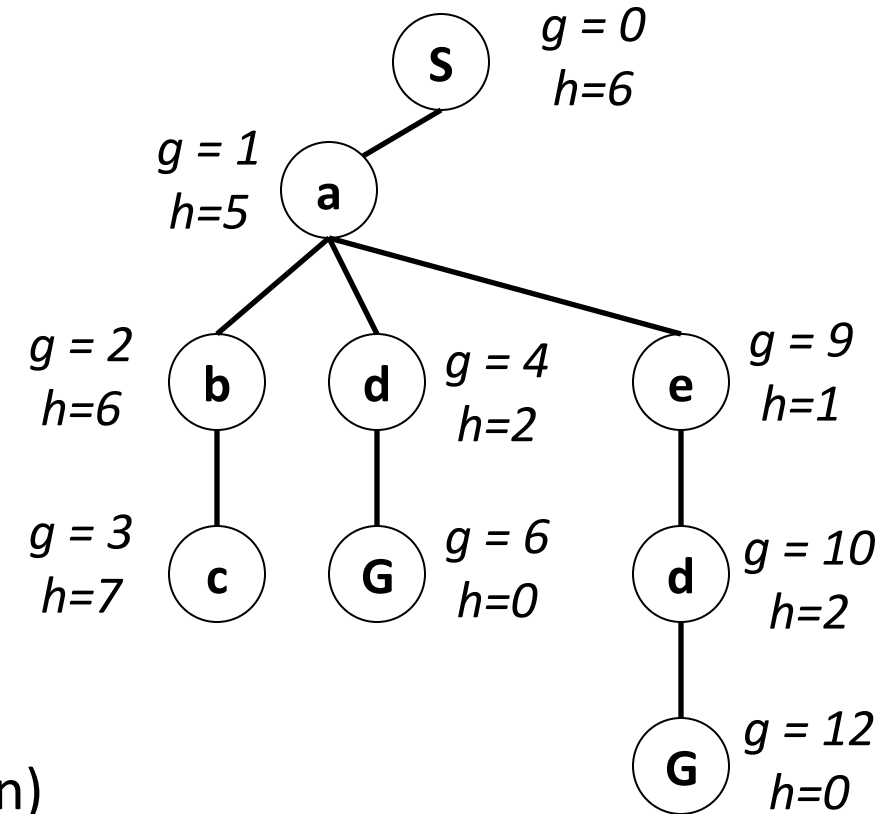 S
g = 0
h=6
g = 1
h=5
a
g = 2
h=6
b
d
g = 4
h=2
e
g = 9
h=1
g = 3
h=7
c
G
g = 6
h=0
d
g = 10
h=2
G
g = 12
h=0
n)